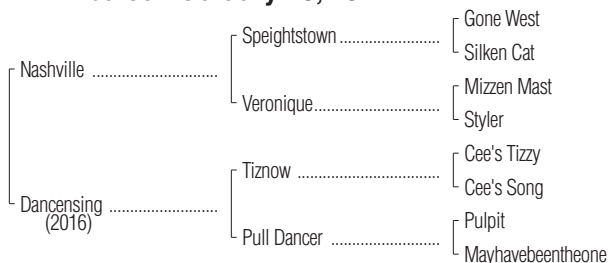 Gone West
Speightstown ........................
Silken Cat
Nashville ..............................
Mizzen Mast
Veronique..............................
Styler
Cee's Tizzy
Tiznow .................................
Cee's Song
Dancensing ..........................
(2016)
Pulpit
Pull Dancer ..........................
Mayhavebeentheone